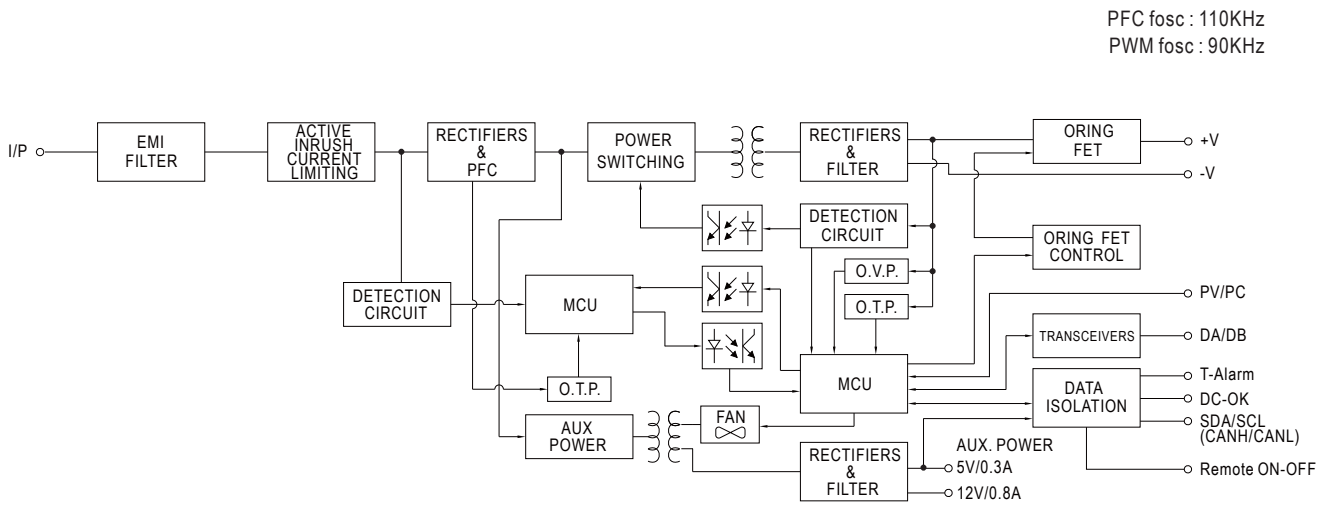 PFC fosc : 110KHz
PWM fosc : 90KHz
I/P
EMI
FILTER
ACTIVE
INRUSH
CURRENT
LIMITING
RECTIFIERS
&
PFC
POWER
SWITCHING
RECTIFIERS
&
FILTER
ORING
FET
+V
-V
DETECTION
CIRCUIT
ORING FET
CONTROL
O.V.P.
O.T.P.
DETECTION
CIRCUIT
MCU
PV/PC
TRANSCEIVERS
DA/DB
O.T.P.
MCU
DATA
ISOLATION
T-Alarm
DC-OK
SDA/SCL
(CANH/CANL)
Remote ON-OFF
AUX
POWER
FAN
RECTIFIERS
&
FILTER
AUX. POWER
5V/0.3A
12V/0.8A